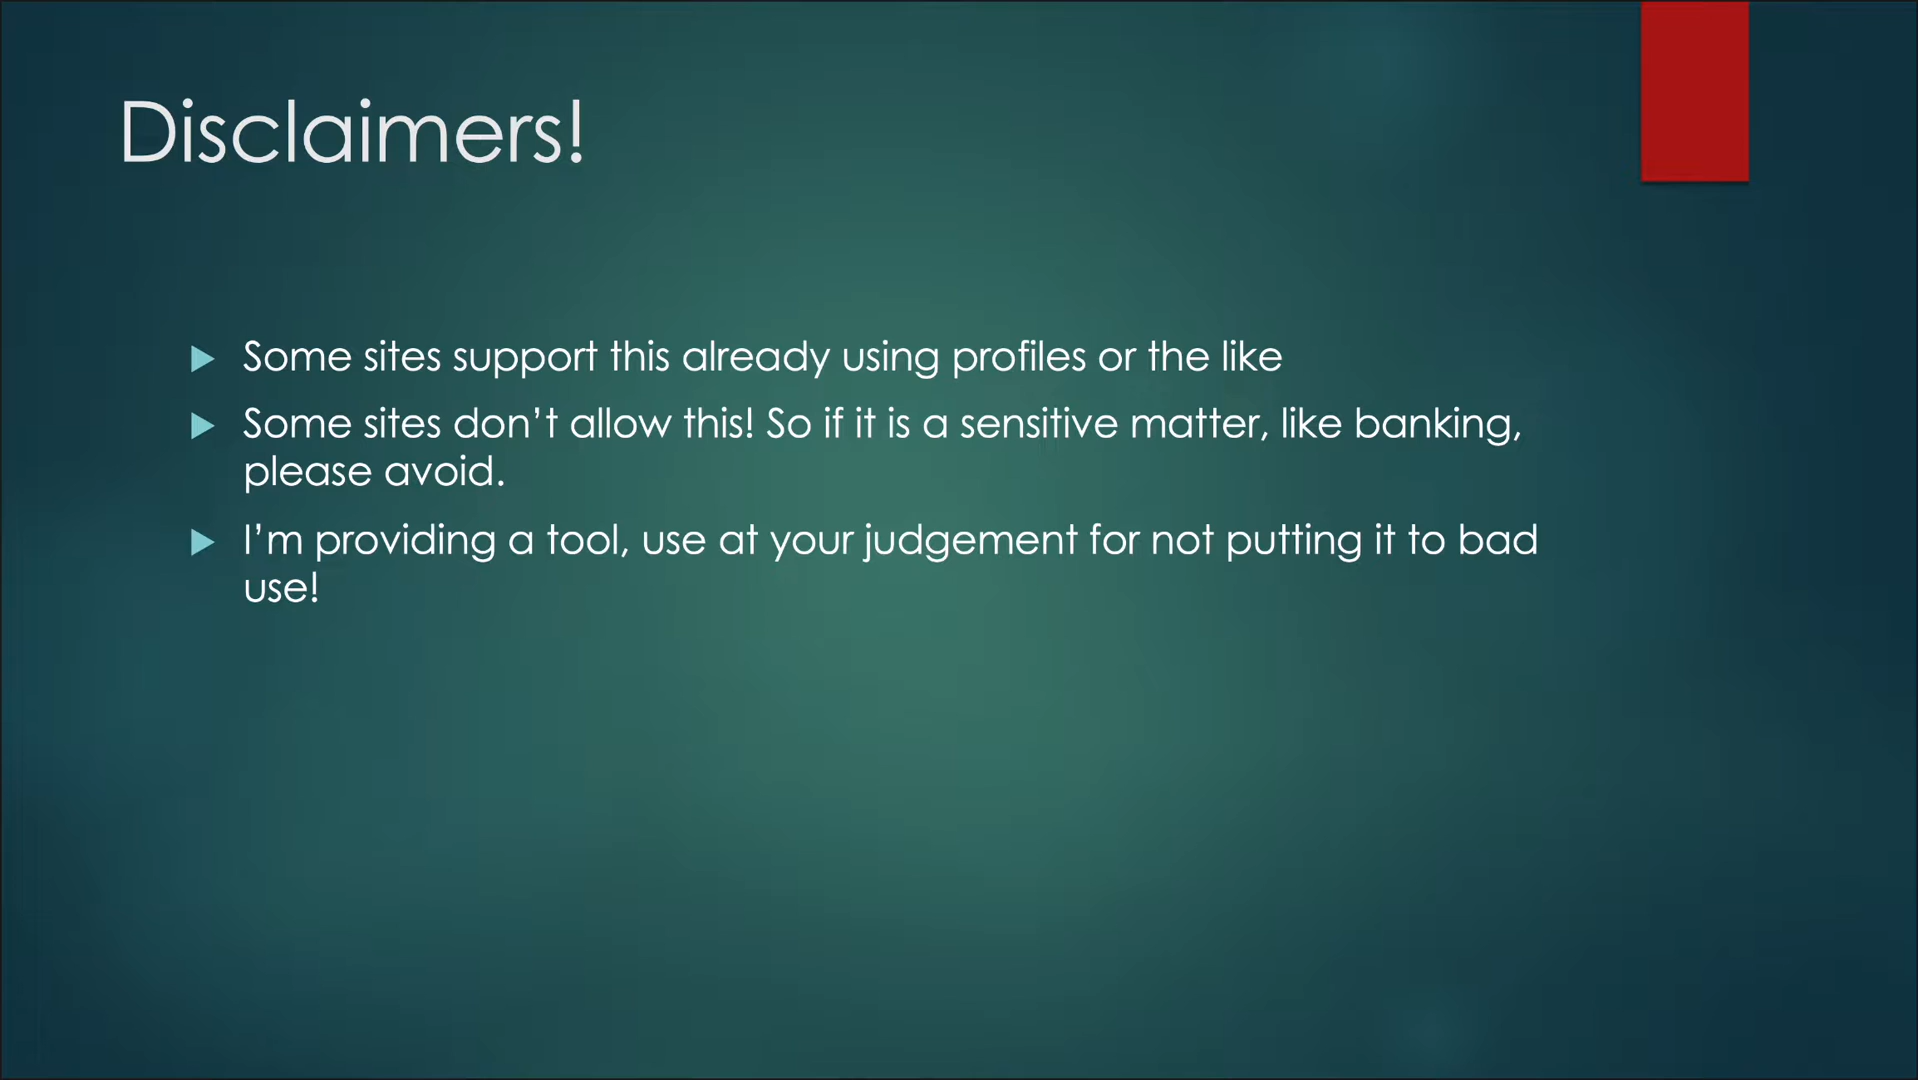 Disclaimers!
Some sites support this already using profiles or the like
Some sites don’t allow this! So if it is a sensitive matter, like banking,
please avoid.
I’m providing a tool, use at your judgement for not putting it to bad
use!